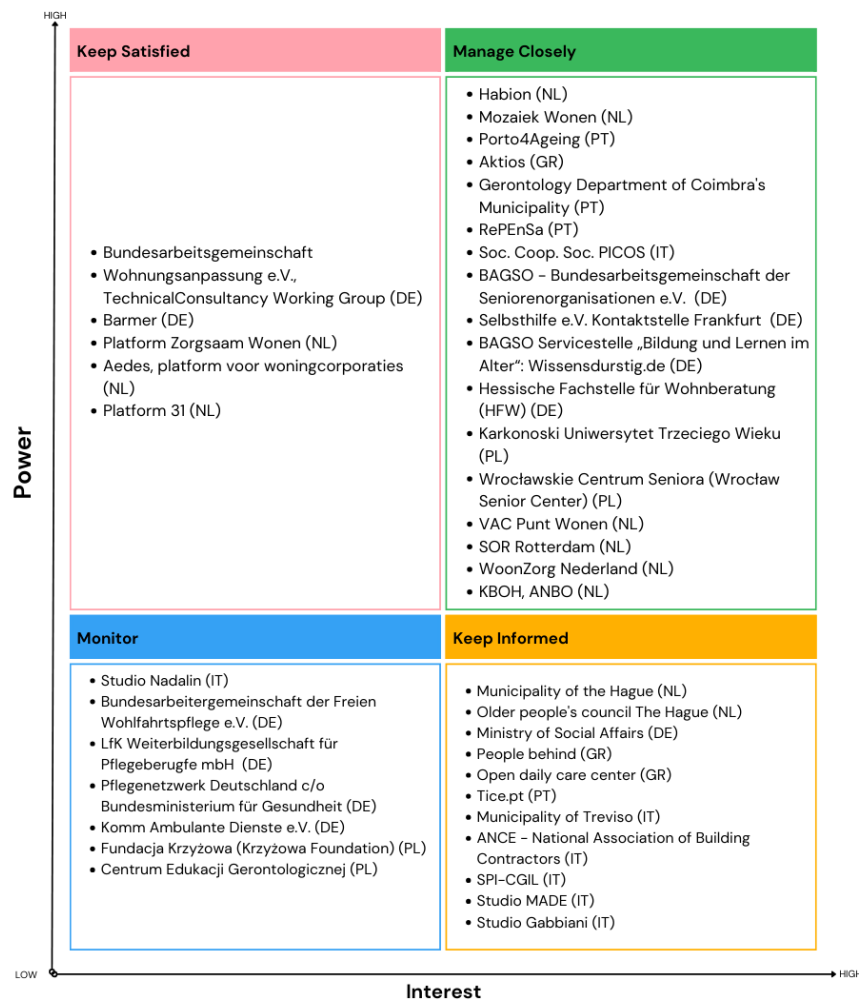 HIGH
Keep Satisfied
Manage Closely
• Bundesarbeitsgemeinschaft
• Wohnungsanpassung e.V.,
TechnicalConsultancy Working Group (DE)
• Barmer (DE)
• Platform Zorgsaam Wonen (NL)
• Aedes, platform voor woningcorporaties
(NL)
• Platform 31 (NL)
• Habion (NL)
• Mozaiek Wonen (NL)
• Porto4Ageing (PT)
• Aktios (GR)
• Gerontology Department of Coimbra's
Municipality (PT)
• RePEnSa (PT)
• Soc. Coop. Soc. PICOS (IT)
• BAGSO - Bundesarbeitsgemeinschaft der
Seniorenorganisationen e.V. (DE)
• Selbsthilfe e.V. Kontaktstelle Frankfurt (DE)
• BAGSO Servicestelle „Bildung und Lernen im
Alter“: Wissensdurstig.de (DE)
• Hessische Fachstelle für Wohnberatung
(HFW) (DE)
• Karkonoski Uniwersytet Trzeciego Wieku
(PL)
• Wrocławskie Centrum Seniora (Wrocław
Senior Center) (PL)
• VAC Punt Wonen (NL)
• SOR Rotterdam (NL)
• WoonZorg Nederland (NL)
• KBOH, ANBO (NL)
Power
Monitor
Keep Informed
• Studio Nadalin (IT)
• Bundesarbeitergemeinschaft der Freien
Wohlfahrtspflege e.V. (DE)
• LfK Weiterbildungsgesellschaft für
Pflegeberugfe mbH (DE)
• Pflegenetzwerk Deutschland c/o
Bundesministerium für Gesundheit (DE)
• Komm Ambulante Dienste e.V. (DE)
• Fundacja Krzyżowa (Krzyżowa Foundation) (PL)
• Centrum Edukacji Gerontologicznej (PL)
• Municipality of the Hague (NL)
• Older people's council The Hague (NL)
• Ministry of Social Affairs (DE)
• People behind (GR)
• Open daily care center (GR)
• Tice.pt (PT)
• Municipality of Treviso (IT)
• ANCE - National Association of Building
Contractors (IT)
• SPI-CGIL (IT)
• Studio MADE (IT)
• Studio Gabbiani (IT)
LOW
HIGH
Interest